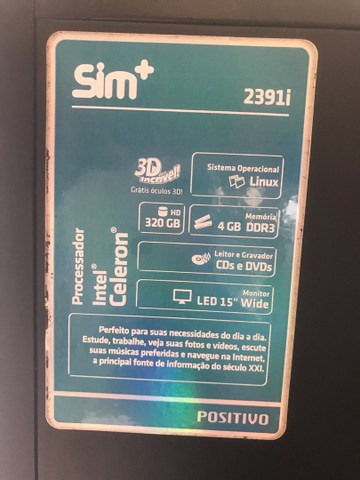 Sim+
2391i
3D
incrível!
Grátis óculos 3D!
Sistema Operacional
Linux
HD
320 GB
Memória
4 GB DDR3
Processador
Intel®
Celeron®
Leitor e Gravador
CDs e DVDs
Monitor
LED 15" Wide
Perfeito para suas necessidades do dia a dia.
Estude, trabalhe, veja suas fotos e vídeos, escute
suas músicas preferidas e navegue na Internet,
a principal fonte de informação do século XXI.
POSITIVO